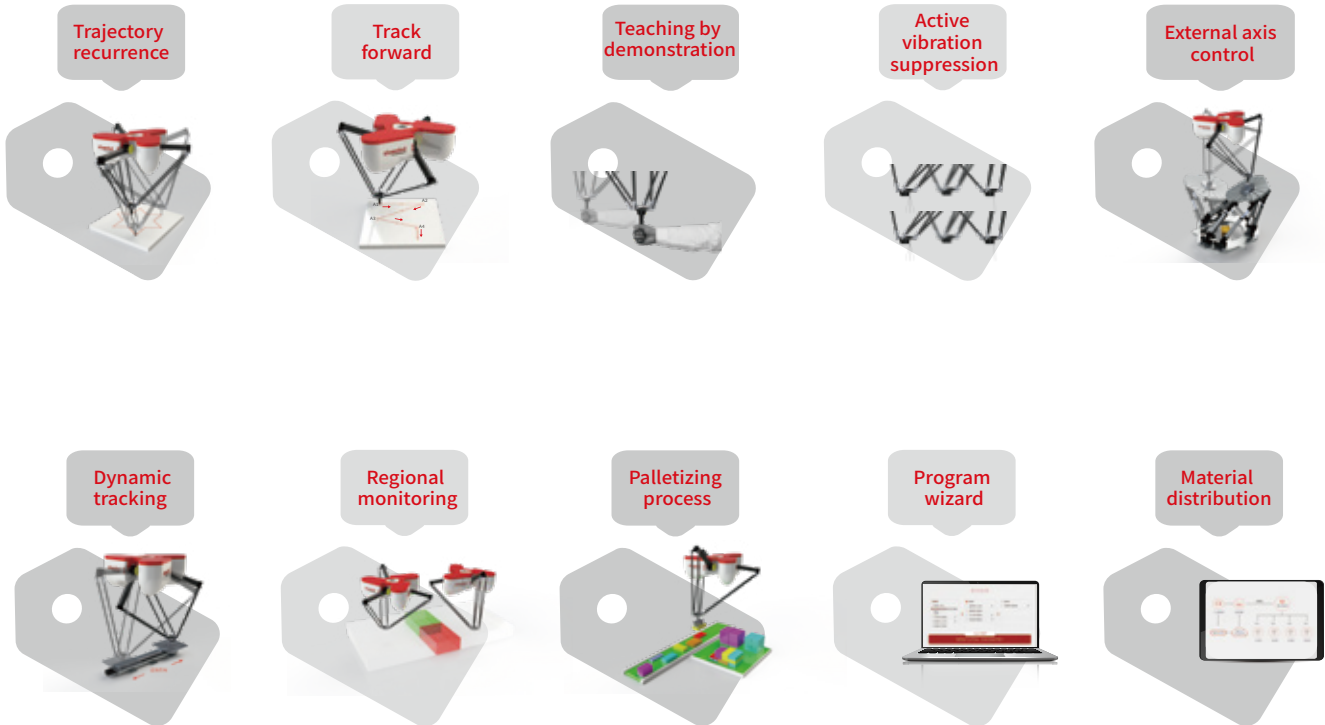 Trajectory
recurrence
Track
forward
Teaching by
demonstration
Active
vibration
suppression
External axis
control
A4
Dynamic
tracking
Regional
monitoring
Palletizing
process
Program
wizard
Material
distribution